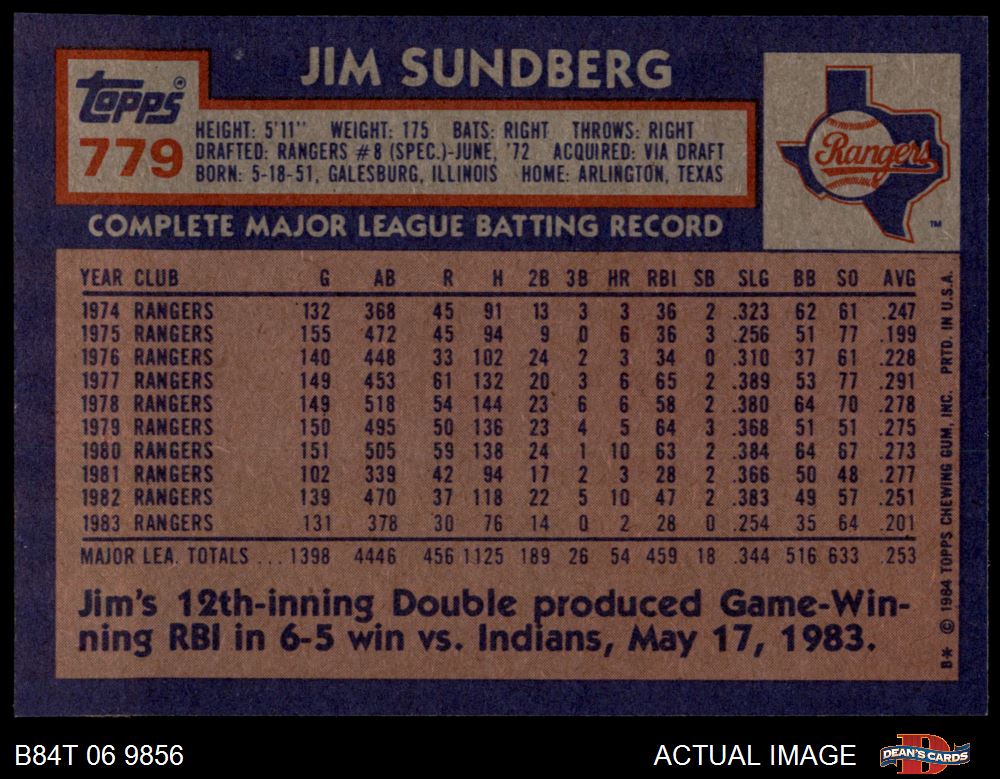 JIM SUNDBERG
Topps®
779
HEIGHT: 5'11" WEIGHT: 175 BATS: RIGHT THROWS: RIGHT
DRAFTED: RANGERS #8 (SPEC.)-JUNE, '72 ACQUIRED: VIA DRAFT
BORN: 5-18-51, GALESBURG, ILLINOIS HOME: ARLINGTON, TEXAS
Rangers
TM
COMPLETE MAJOR LEAGUE BATTING RECORD
YEAR CLUB G AB R H 2B 3B HR RBI SB SLG BB SO AVG
1974 RANGERS 132 368 45 91 13 3 3 36 2 .323 62 61 .247
1975 RANGERS 155 472 45 94 9 0 6 36 3 .256 51 77 .199
1976 RANGERS 140 448 33 102 24 2 3 34 0 .310 37 61 .228
1977 RANGERS 149 453 61 132 20 3 6 65 2 .389 53 77 .291
1978 RANGERS 149 518 54 144 23 6 6 58 2 .380 64 70 .278
1979 RANGERS 150 495 50 136 23 4 5 64 3 .368 51 51 .275
1980 RANGERS 151 505 59 138 24 1 10 63 2 .384 64 67 .273
1981 RANGERS 102 339 42 94 17 2 3 28 2 .366 50 48 .277
1982 RANGERS 139 470 37 118 22 5 10 47 2 .383 49 57 .251
1983 RANGERS 131 378 30 76 14 0 2 28 0 .254 35 64 .201
MAJOR LEA. TOTALS ... 1398 4446 456 1125 189 26 54 459 18 .344 516 633 .253
Jim's 12th-inning Double produced Game-Win-
ning RBI in 6-5 win vs. Indians, May 17, 1983.
B* © 1984 TOPPS CHEWING GUM, INC. PRTD. IN U.S.A.
B84T 06 9856
ACTUAL IMAGE
DEAN'S CARDS